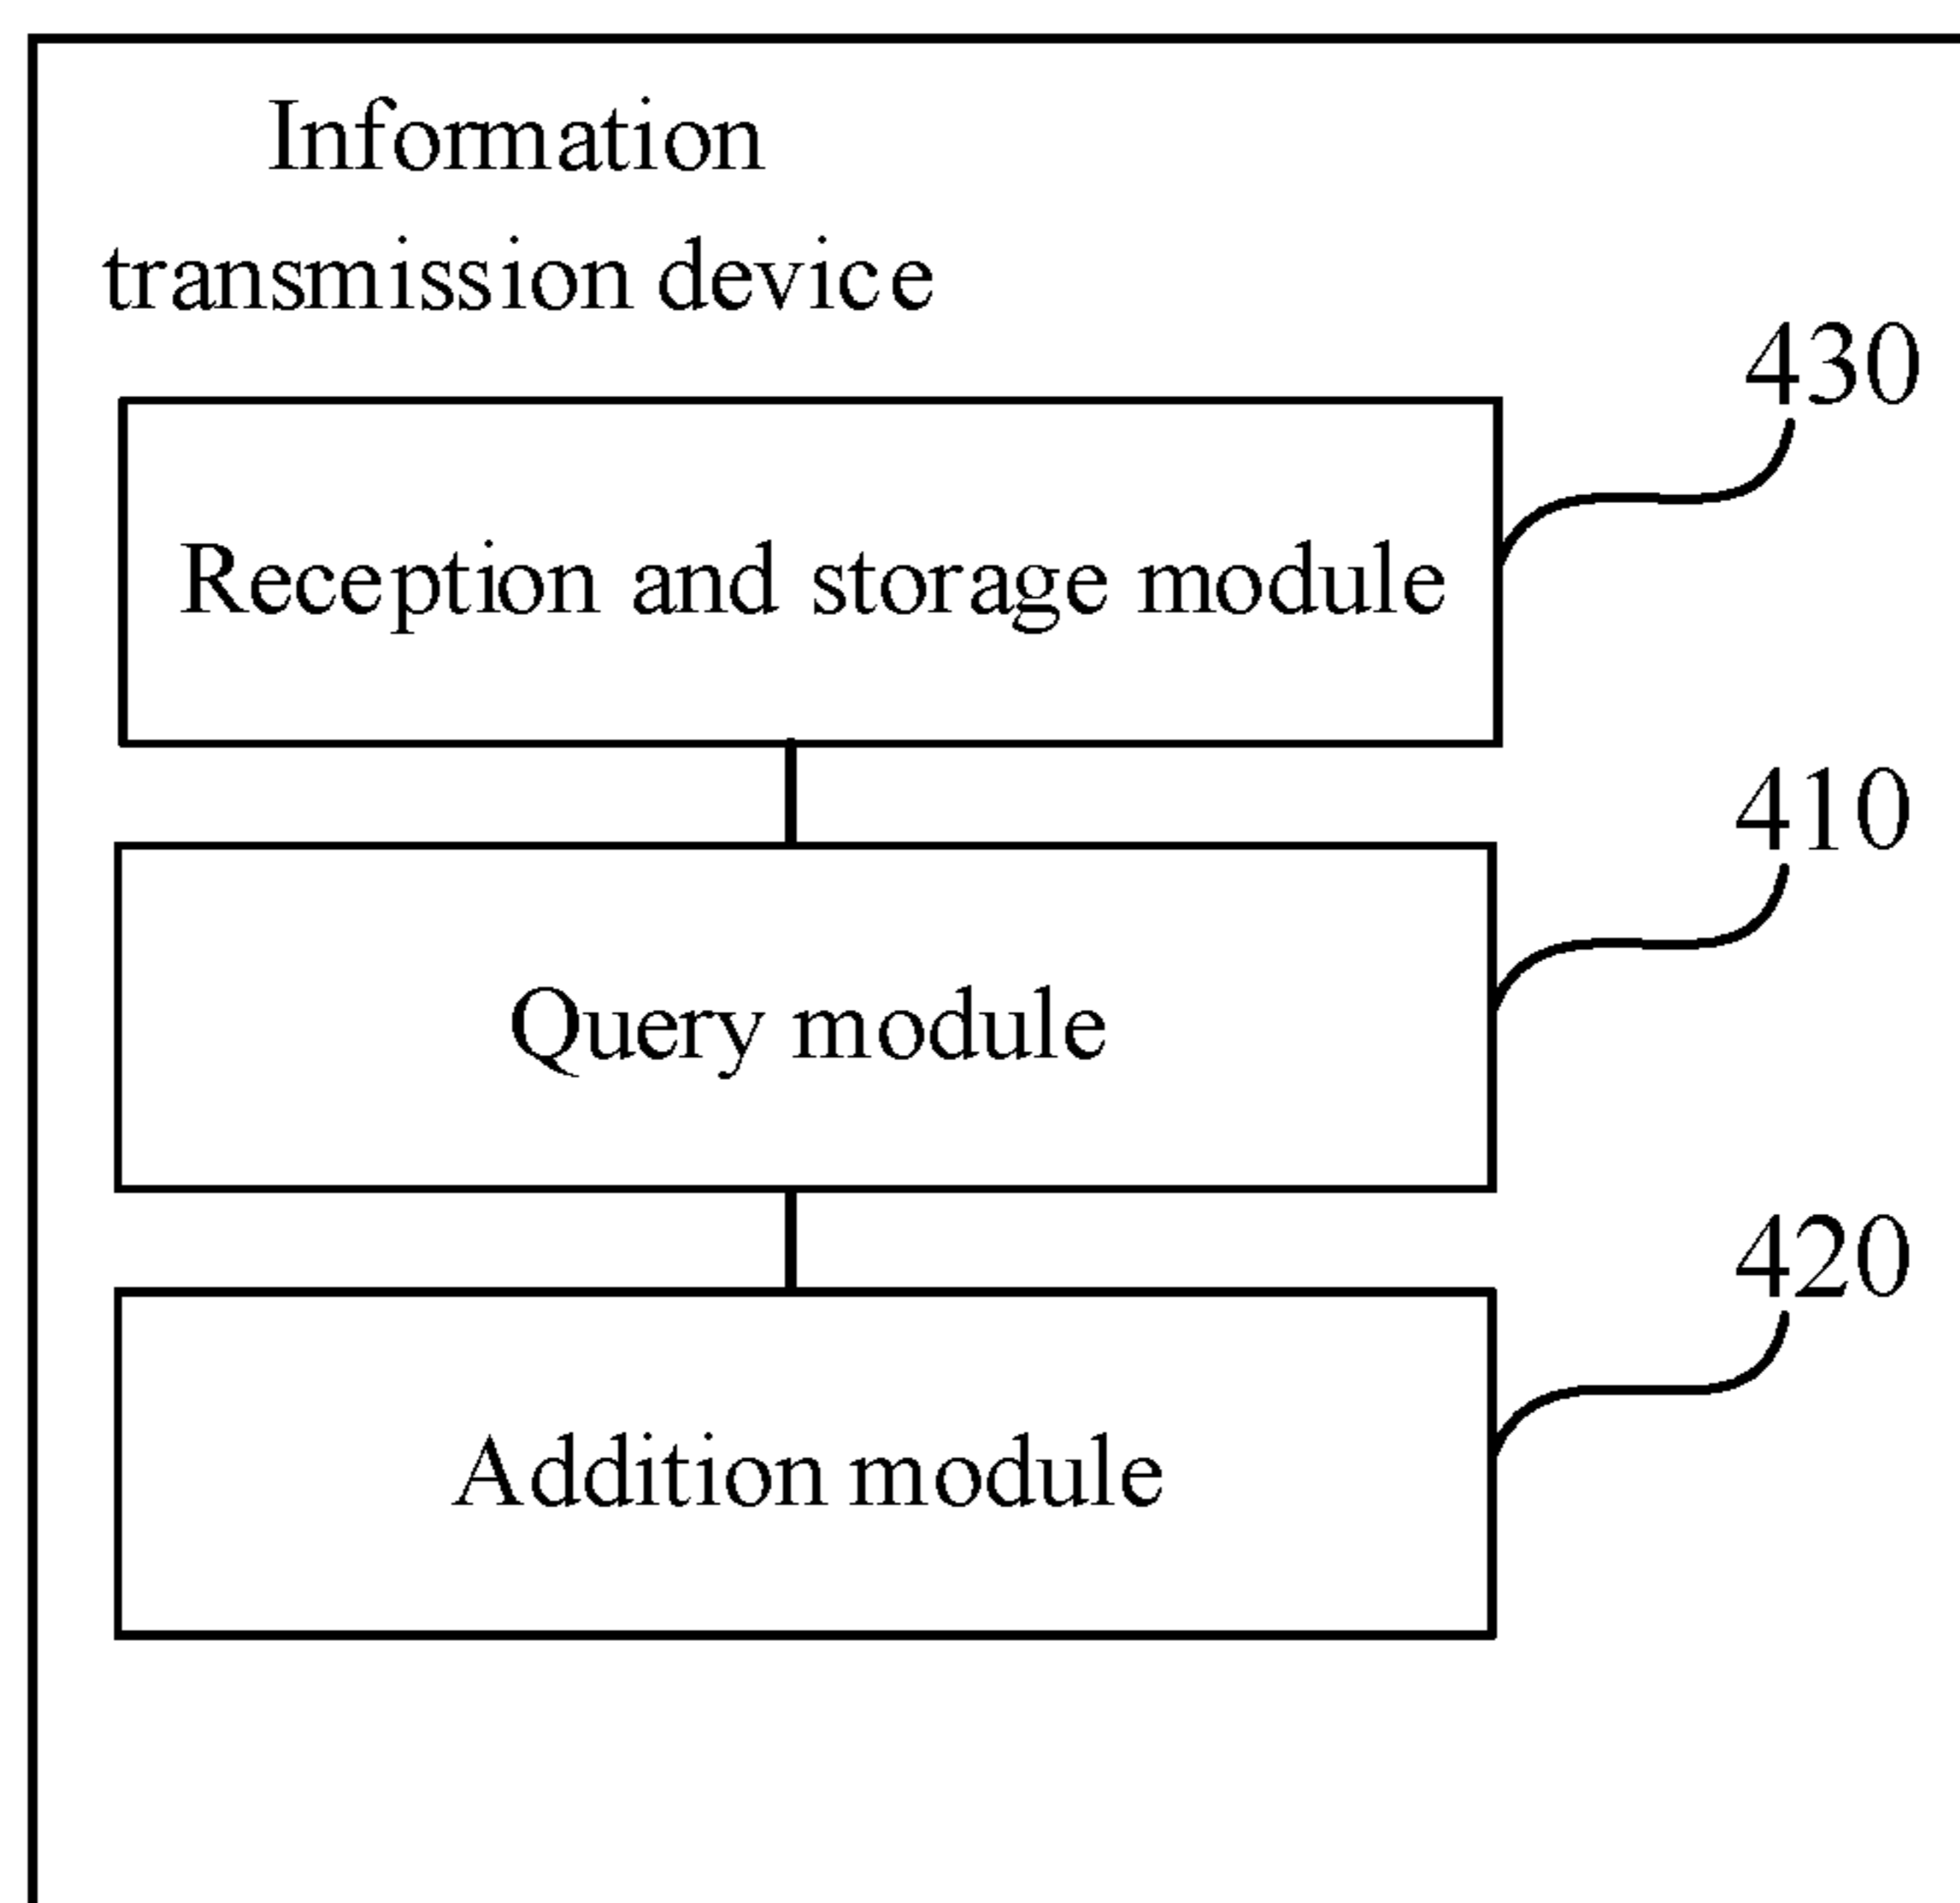 Information
transmission device
430
Reception and storage module
410
Query module
420
Addition module